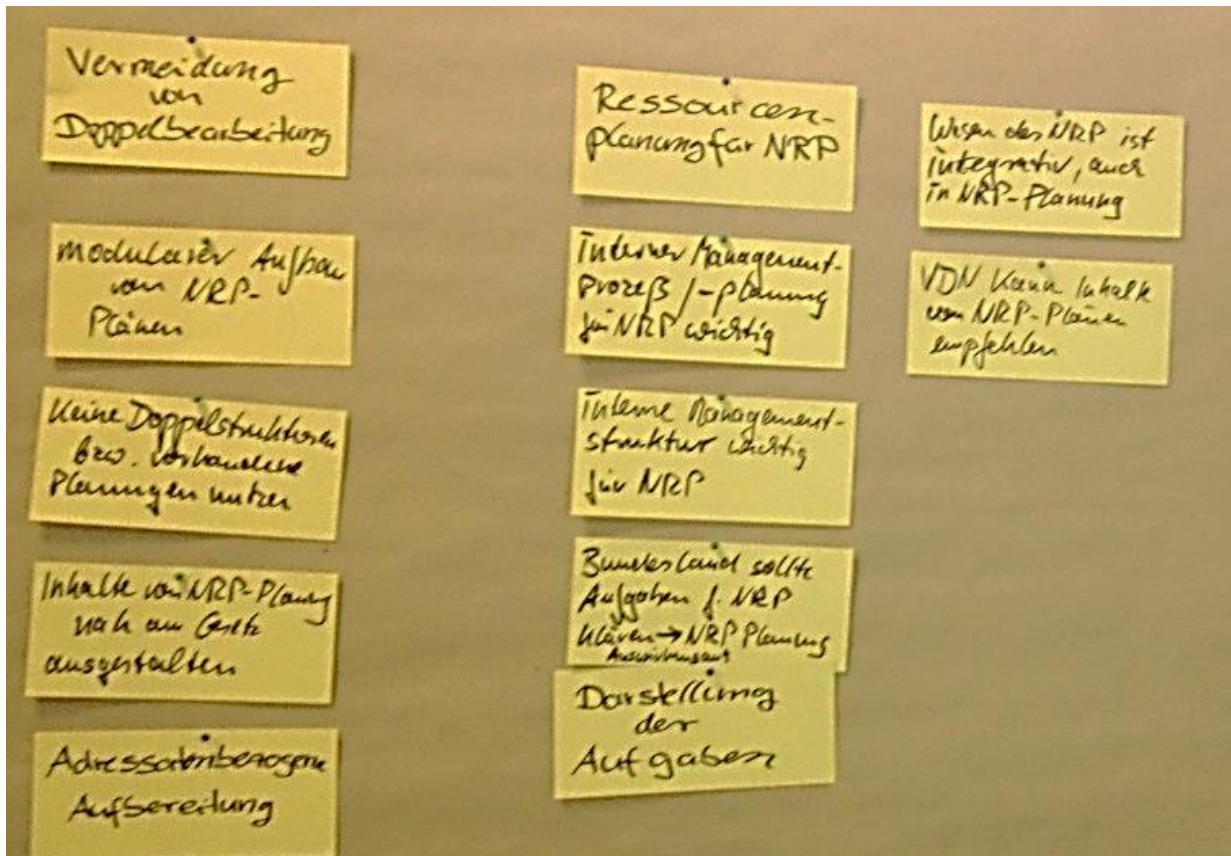 Vermeidung
von
Doppelbearbeitung
modularer Aufbau
von NRP-
Plänen
Keine Doppelstrukturen
bzw. vorhandene
Planungen nutzen
Inhalte von NRP-Planung
nah am Gesetz
ausgestalten
Adressatenbezogene
Aufbereitung
Ressourcen-
planung für NRP
Interner Management-
prozeß /-planung
für NRP wichtig
Interne Management-
struktur wichtig
für NRP
Bundesland sollte
Aufgaben f. NRP
klären → NRP Planung
Auswirkung auf
Darstellung
der
Aufgaben
Wesen des NRP ist
integrativ, auch
in NRP-Planung
VDN kann Inhalte
von NRP-Plänen
empfehlen